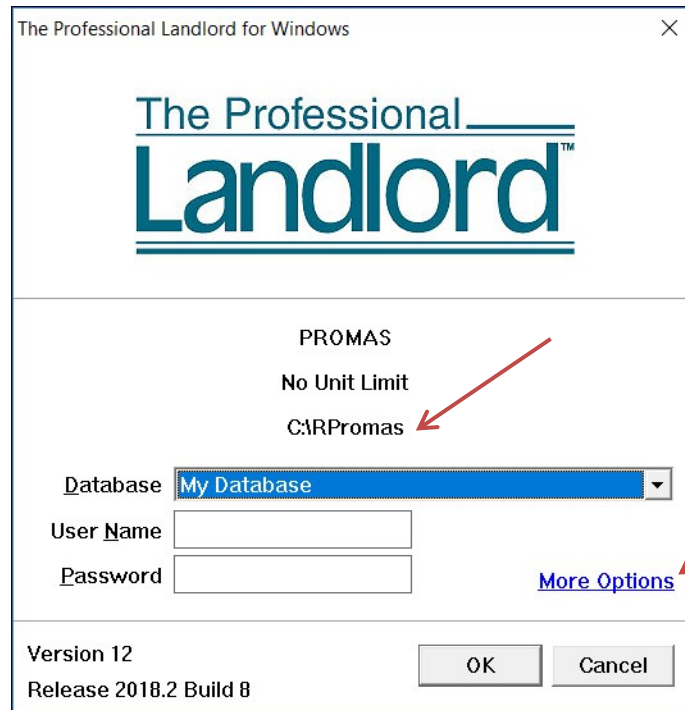 The Professional Landlord for Windows
The Professional
Landlord™
PROMAS
No Unit Limit
C:\RPromas
Database My Database
User Name
Password
More Options
Version 12
OK Cancel
Release 2018.2 Build 8